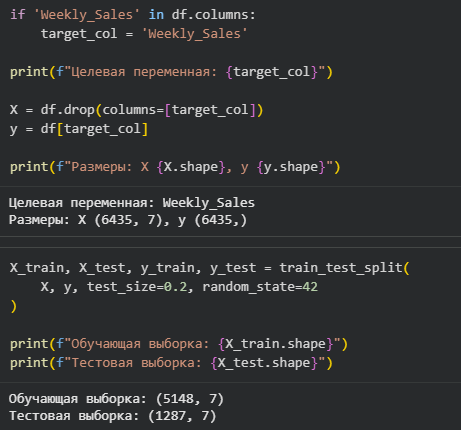 if 'Weekly_Sales' in df.columns:
    target_col = 'Weekly_Sales'
print(f"Целевая переменная: {target_col}")
X = df.drop(columns=[target_col])
y = df[target_col]
print(f"Размеры: X {X.shape}, y {y.shape}")
Целевая переменная: Weekly_Sales
Размеры: X (6435, 7), y (6435,)
X_train, X_test, y_train, y_test = train_test_split(
    X, y, test_size=0.2, random_state=42
)
print(f"Обучающая выборка: {X_train.shape}")
print(f"Тестовая выборка: {X_test.shape}")
Обучающая выборка: (5148, 7)
Тестовая выборка: (1287, 7)